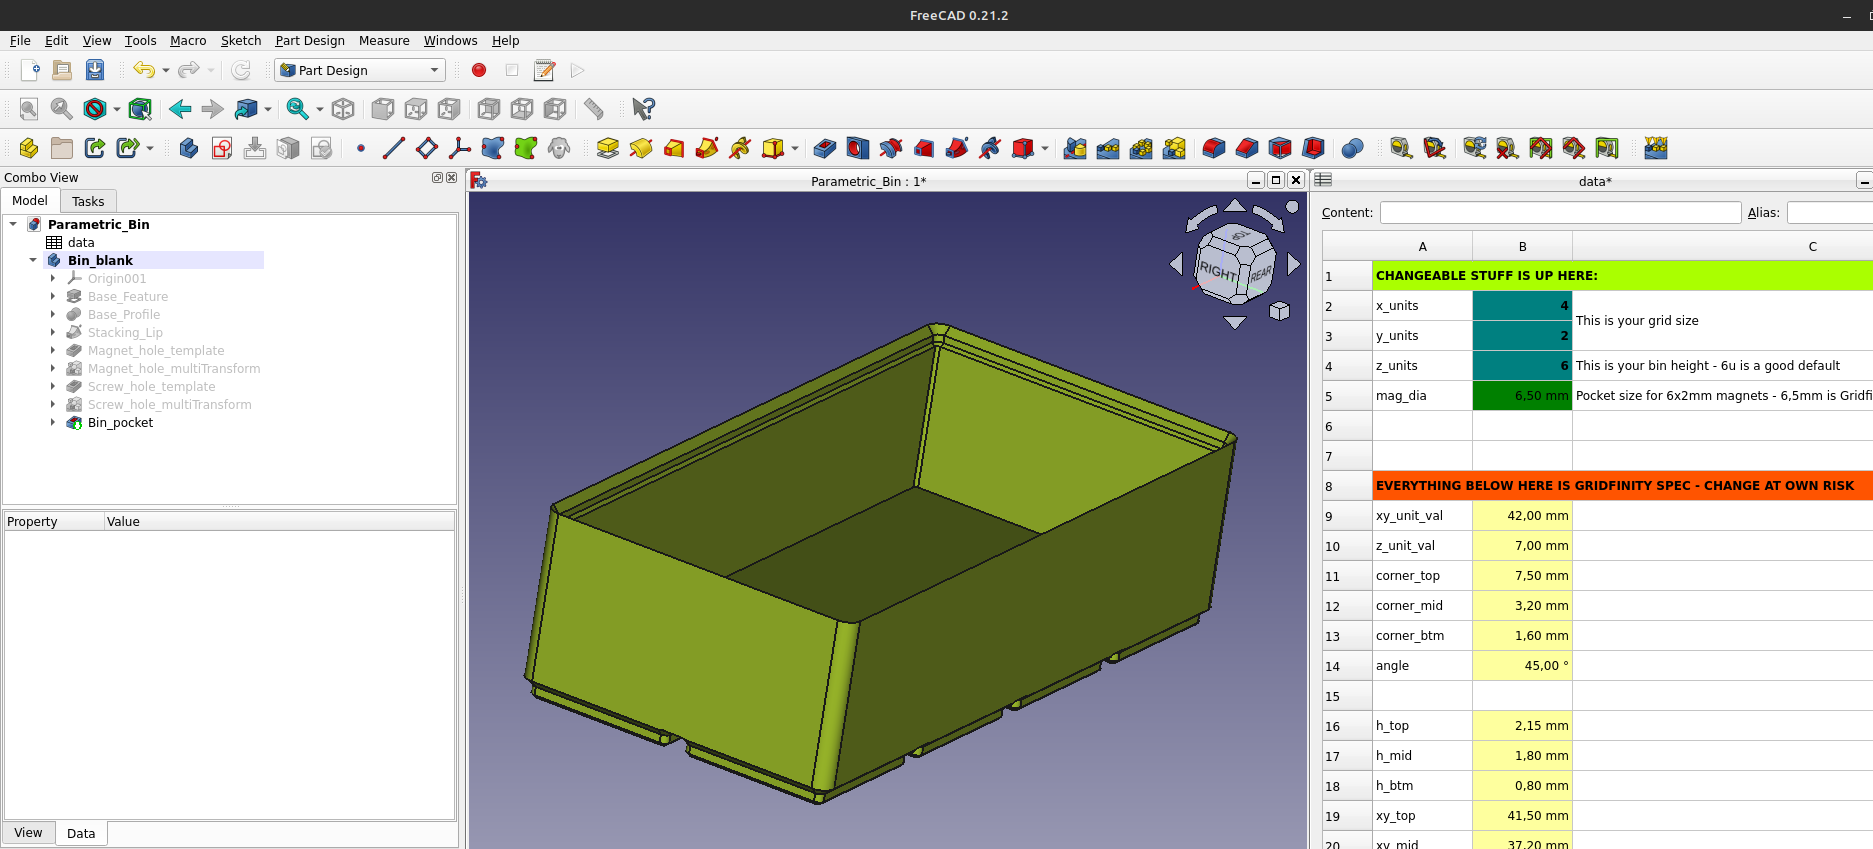 FreeCAD 0.21.2
File Edit View Tools Macro Sketch Part Design Measure Windows Help
Part Design
Combo View
Model Tasks
Parametric_Bin
data
Bin_blank
Origin001
Base_Feature
Base_Profile
Stacking_Lip
Magnet_hole_template
Magnet_hole_multiTransform
Screw_hole_template
Screw_hole_multiTransform
Bin_pocket
Property Value
View Data
Parametric_Bin : 1*
TOP
RIGHT
REAR
data*
Content: Alias:
A B C
1 CHANGEABLE STUFF IS UP HERE:
2 x_units 4 This is your grid size
3 y_units 2
4 z_units 6 This is your bin height - 6u is a good default
5 mag_dia 6,50 mm Pocket size for 6x2mm magnets - 6,5mm is Gridfi
6
7
8 EVERYTHING BELOW HERE IS GRIDFINITY SPEC - CHANGE AT OWN RISK
9 xy_unit_val 42,00 mm
10 z_unit_val 7,00 mm
11 corner_top 7,50 mm
12 corner_mid 3,20 mm
13 corner_btm 1,60 mm
14 angle 45,00 °
15
16 h_top 2,15 mm
17 h_mid 1,80 mm
18 h_btm 0,80 mm
19 xy_top 41,50 mm
20 xy_mid 37,20 mm